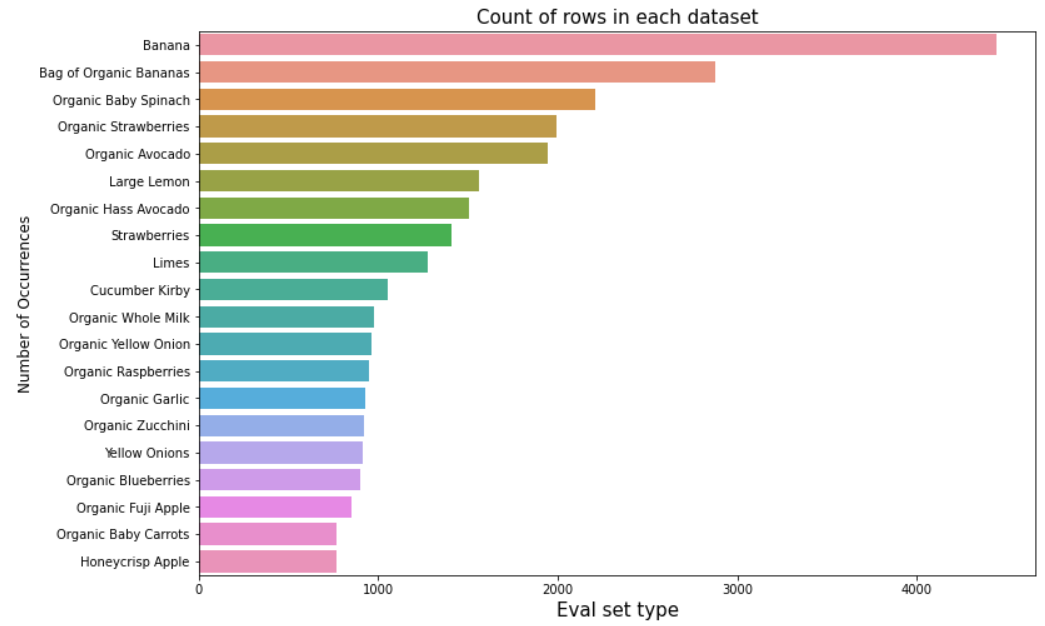 Count of rows in each dataset
Number of Occurrences
Banana
Bag of Organic Bananas
Organic Baby Spinach
Organic Strawberries
Organic Avocado
Large Lemon
Organic Hass Avocado
Strawberries
Limes
Cucumber Kirby
Organic Whole Milk
Organic Yellow Onion
Organic Raspberries
Organic Garlic
Organic Zucchini
Yellow Onions
Organic Blueberries
Organic Fuji Apple
Organic Baby Carrots
Honeycrisp Apple
0 1000 2000 3000 4000
Eval set type